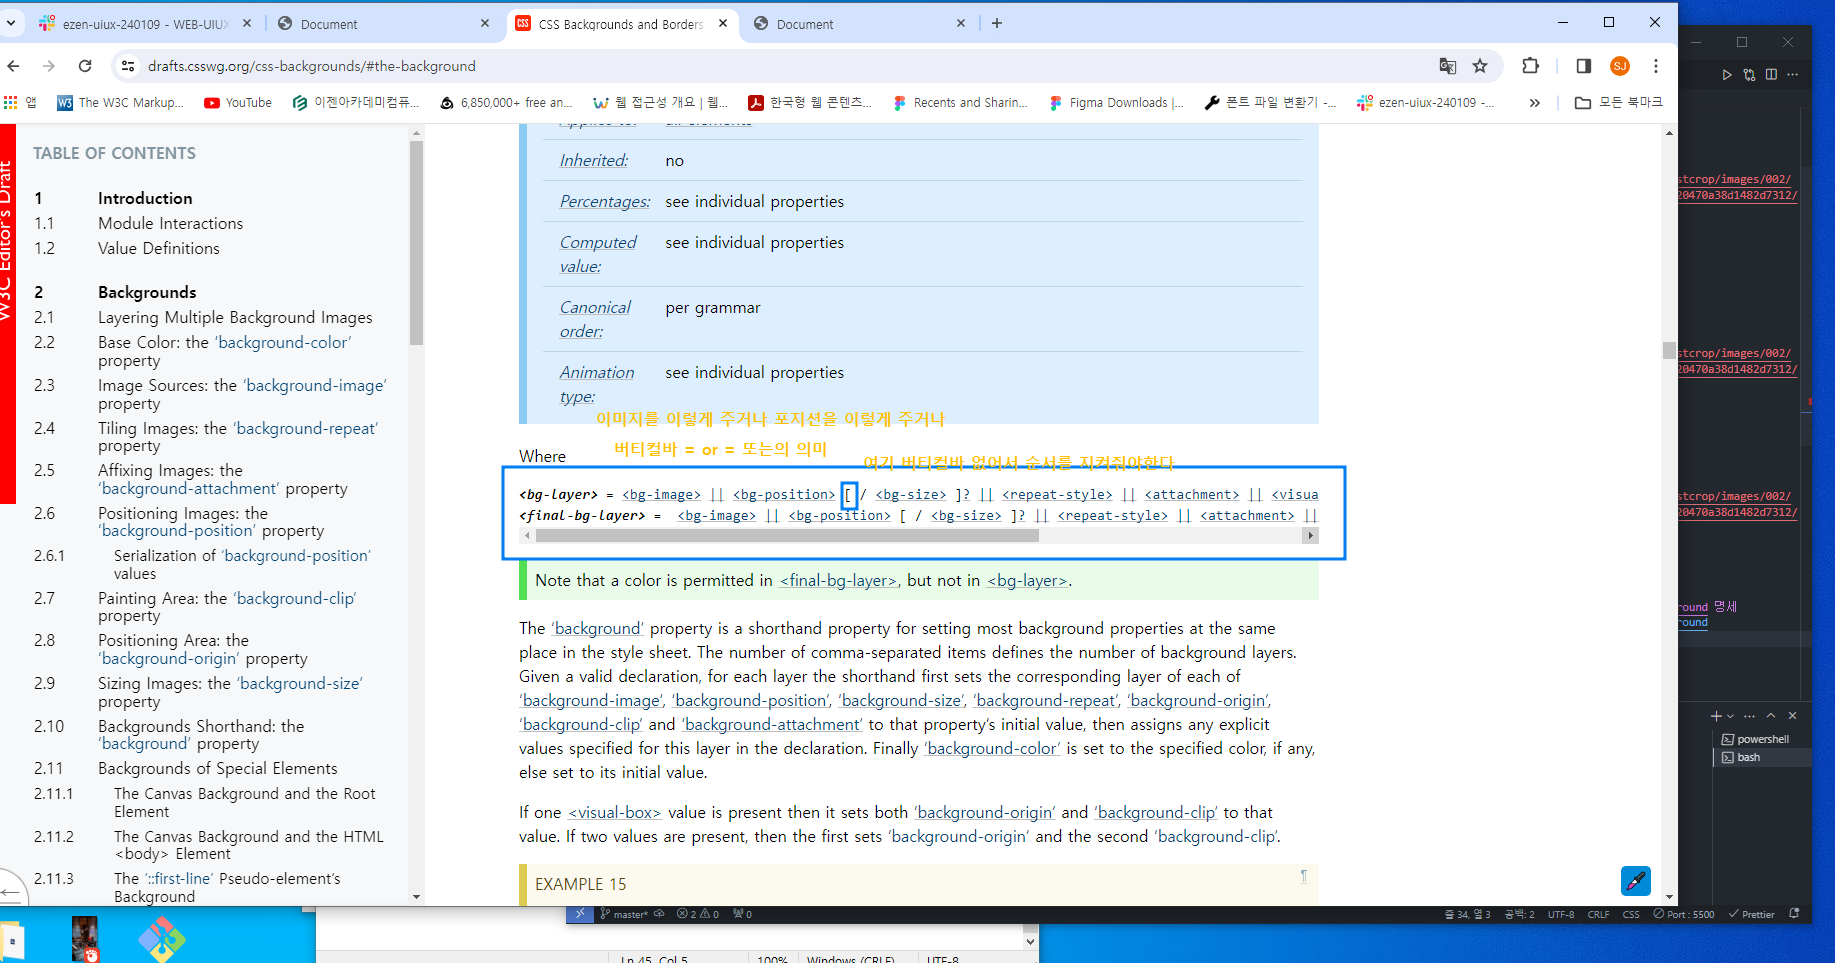 ezen-uiux-240109 - WEB-UIUX
Document
CSS Backgrounds and Borders
Document
drafts.csswg.org/css-backgrounds/#the-background
SJ
앱
The W3C Markup...
YouTube
이젠아카데미컴퓨...
6,850,000+ free an...
웹 접근성 개요 | 웹...
한국형 웹 콘텐츠...
Recents and Sharin...
Figma Downloads |...
폰트 파일 변환기 -...
ezen-uiux-240109 -...
모든 북마크
W3C Editor's Draft
TABLE OF CONTENTS
1 Introduction
1.1 Module Interactions
1.2 Value Definitions
2 Backgrounds
2.1 Layering Multiple Background Images
2.2 Base Color: the ‘background-color’
property
2.3 Image Sources: the ‘background-image’
property
2.4 Tiling Images: the ‘background-repeat’
property
2.5 Affixing Images: the
‘background-attachment’ property
2.6 Positioning Images: the
‘background-position’ property
2.6.1 Serialization of ‘background-position’
values
2.7 Painting Area: the ‘background-clip’
property
2.8 Positioning Area: the
‘background-origin’ property
2.9 Sizing Images: the ‘background-size’
property
2.10 Backgrounds Shorthand: the
‘background’ property
2.11 Backgrounds of Special Elements
2.11.1 The Canvas Background and the Root
Element
2.11.2 The Canvas Background and the HTML
<body> Element
2.11.3 The ‘::first-line’ Pseudo-element’s
Background
Applies to: all elements
Inherited: no
Percentages: see individual properties
Computed see individual properties
value:
Canonical per grammar
order:
Animation see individual properties
type:
이미지를 이렇게 주거나 포지션을 이렇게 주거나
버티컬바 = or = 또는의 의미
Where
여기 버티컬바 없어서 순서를 지켜줘야한다
<bg-layer> = <bg-image> || <bg-position> [ / <bg-size> ]? || <repeat-style> || <attachment> || <visua
<final-bg-layer> = <bg-image> || <bg-position> [ / <bg-size> ]? || <repeat-style> || <attachment> ||
Note that a color is permitted in <final-bg-layer>, but not in <bg-layer>.
The ‘background’ property is a shorthand property for setting most background properties at the same
place in the style sheet. The number of comma-separated items defines the number of background layers.
Given a valid declaration, for each layer the shorthand first sets the corresponding layer of each of
‘background-image’, ‘background-position’, ‘background-size’, ‘background-repeat’, ‘background-origin’,
‘background-clip’ and ‘background-attachment’ to that property’s initial value, then assigns any explicit
values specified for this layer in the declaration. Finally ‘background-color’ is set to the specified color, if any,
else set to its initial value.
If one <visual-box> value is present then it sets both ‘background-origin’ and ‘background-clip’ to that
value. If two values are present, then the first sets ‘background-origin’ and the second ‘background-clip’.
EXAMPLE 15 ¶
stcrop/images/002/
20470a38d1482d7312/
stcrop/images/002/
20470a38d1482d7312/
stcrop/images/002/
20470a38d1482d7312/
round 명세
round
powershell
bash
master* 2 0 0
줄 34, 열 3 공백: 2 UTF-8 CRLF CSS Port : 5500 Prettier
Ln 45, Col 5 100% Windows (CRLF) UTF-8